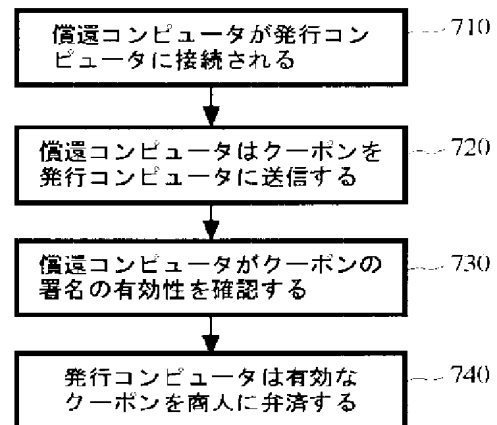 償還コンピュータが発行コン
ピュータに接続される
710
償還コンピュータはクーポンを
発行コンピュータに送信する
720
償還コンピュータがクーポンの
署名の有効性を確認する
730
発行コンピュータは有効な
クーポンを商人に弁済する
740